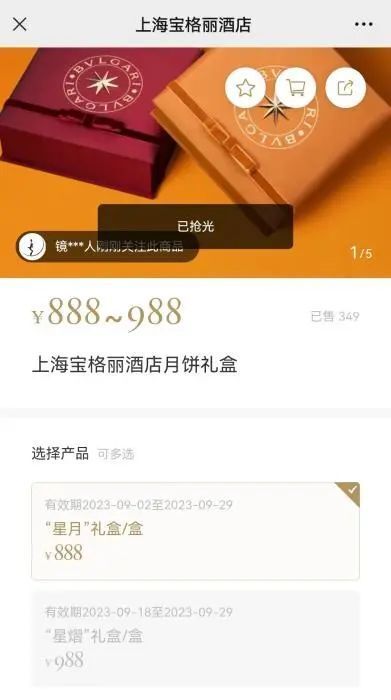 上海宝格丽酒店
BVLGARI
BVLGARI
BVLGARI
BVLGARI
已抢光
镜***人刚刚关注此商品
1/5
¥888~988
已售 349
上海宝格丽酒店月饼礼盒
选择产品 可多选
有效期2023-09-02至2023-09-29
“星月”礼盒/盒
¥888
有效期2023-09-18至2023-09-29
“星熠”礼盒/盒
¥988